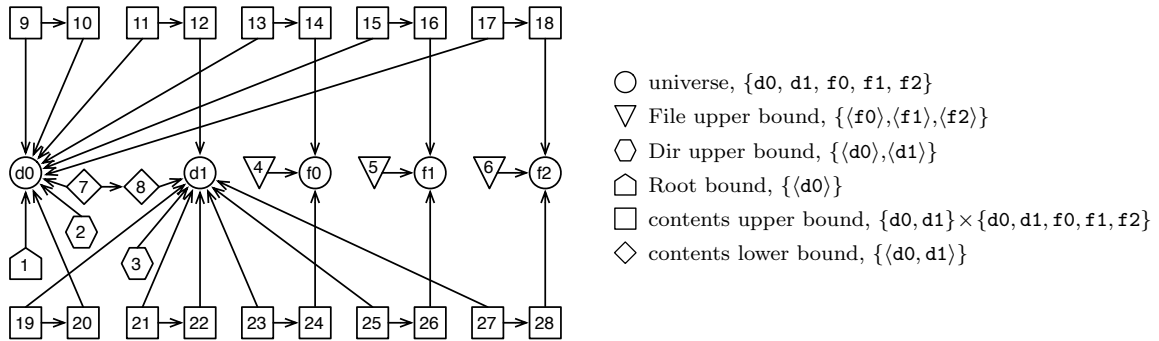 9 10 11 12 13 14 15 16 17 18
universe, {d0, d1, f0, f1, f2}
File upper bound, {⟨f0⟩,⟨f1⟩,⟨f2⟩}
Dir upper bound, {⟨d0⟩,⟨d1⟩}
Root bound, {⟨d0⟩}
contents upper bound, {d0, d1}×{d0, d1, f0, f1, f2}
contents lower bound, {⟨d0, d1⟩}
d0 7 8 d1 4 f0 5 f1 6 f2
2
1 3
19 20 21 22 23 24 25 26 27 28